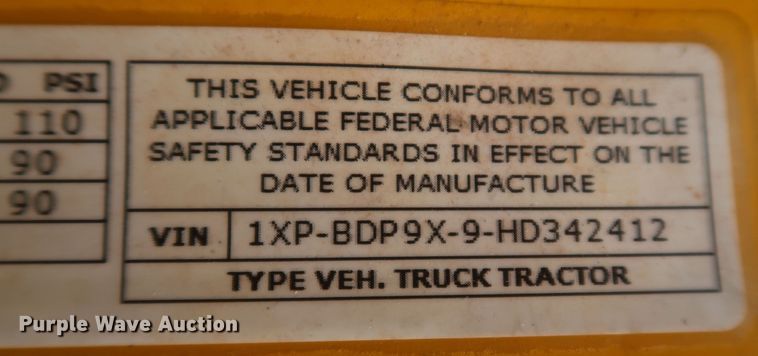 PSI
110
90
90
THIS VEHICLE CONFORMS TO ALL
APPLICABLE FEDERAL MOTOR VEHICLE
SAFETY STANDARDS IN EFFECT ON THE
DATE OF MANUFACTURE
VIN 1XP-BDP9X-9-HD342412
TYPE VEH. TRUCK TRACTOR
Purple Wave Auction